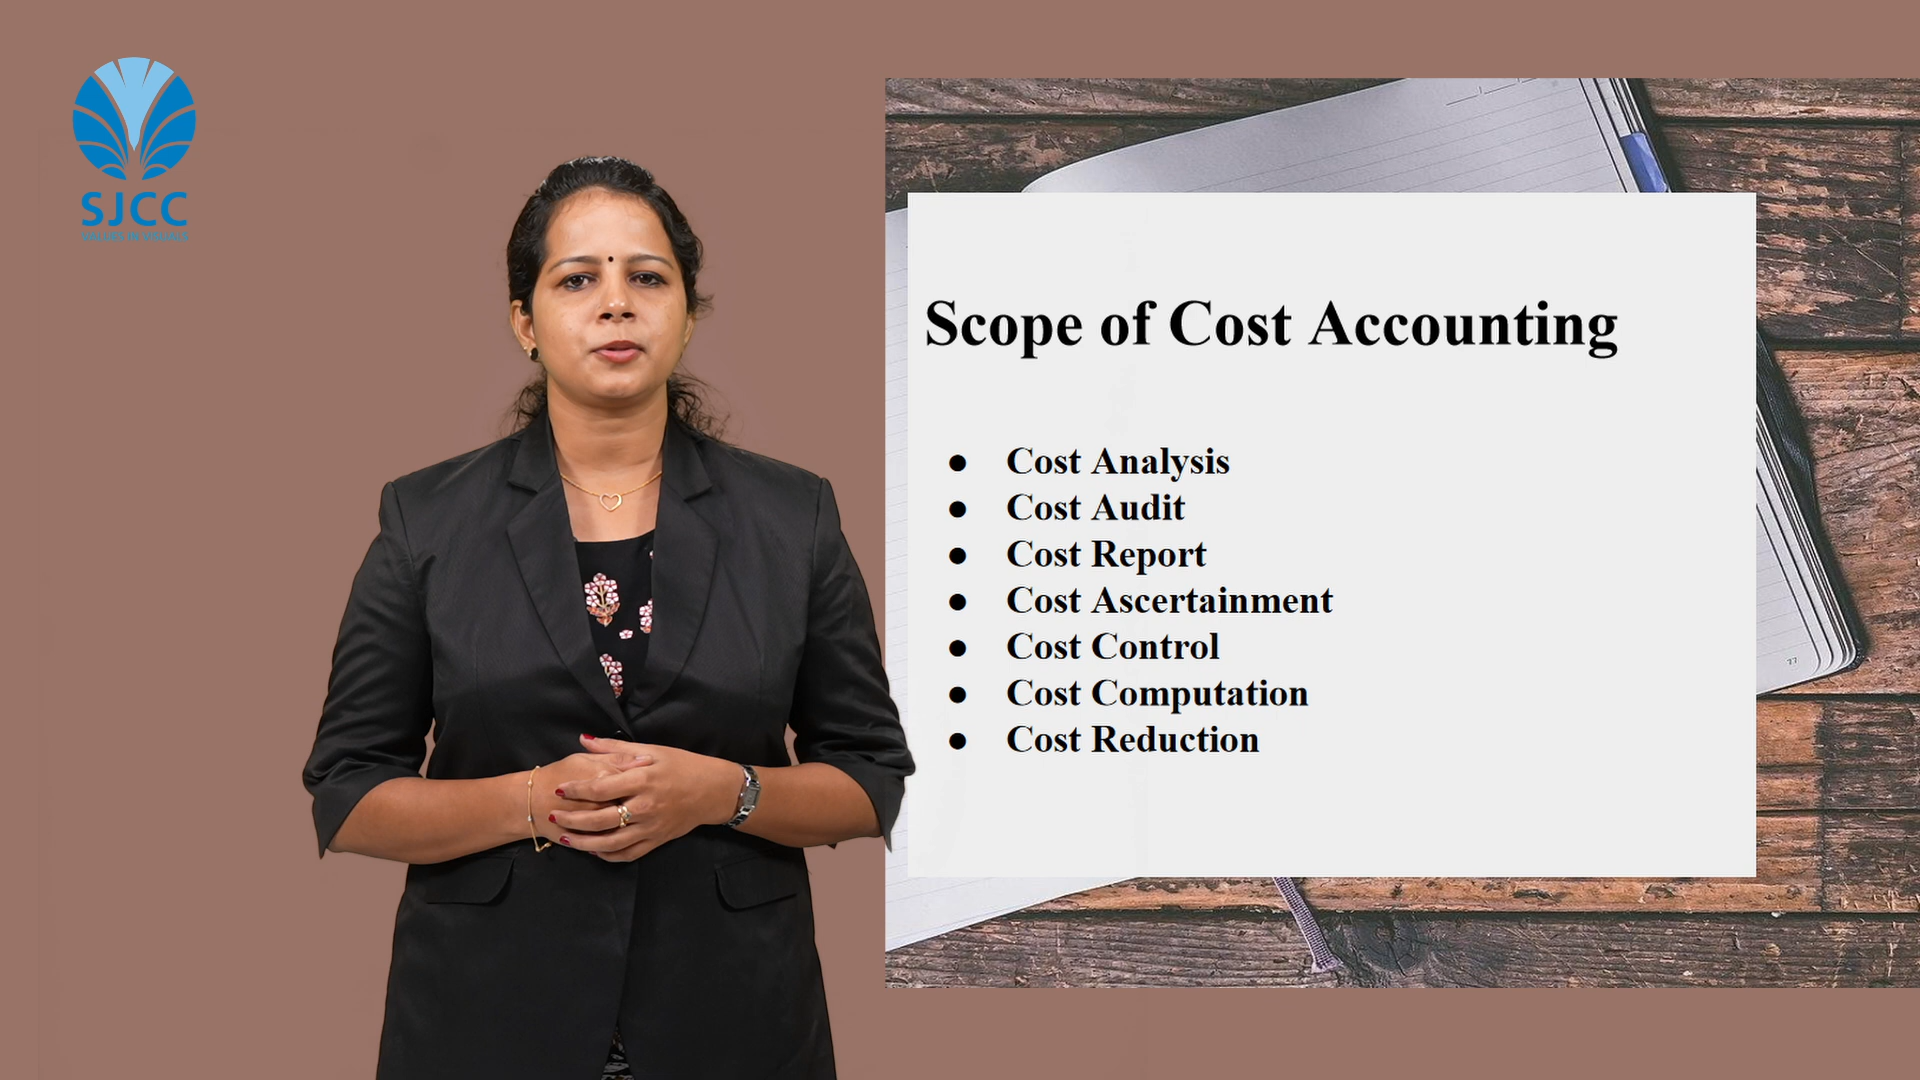 SJCC
Scope of Cost Accounting
● Cost Analysis
● Cost Audit
● Cost Report
● Cost Ascertainment
● Cost Control
● Cost Computation
● Cost Reduction
77